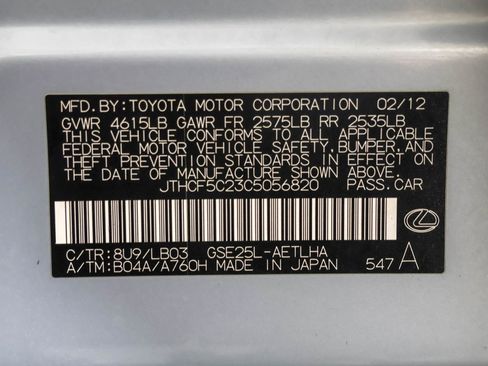 MFD.BY:TOYOTA MOTOR CORPORATION 02/12
GVWR 4615LB GAWR FR 2575LB RR 2535LB
THIS VEHICLE CONFORMS TO ALL APPLICABLE
FEDERAL MOTOR VEHICLE SAFETY,BUMPER,AND
THEFT PREVENTION STANDARDS IN EFFECT ON
THE DATE OF MANUFACTURE SHOWN ABOVE.
JTHCF5C23C5056820 PASS.CAR
C/TR:8U9/LB03 GSE25L-AETLHA
A/TM:B04A/A760H MADE IN JAPAN 547 A